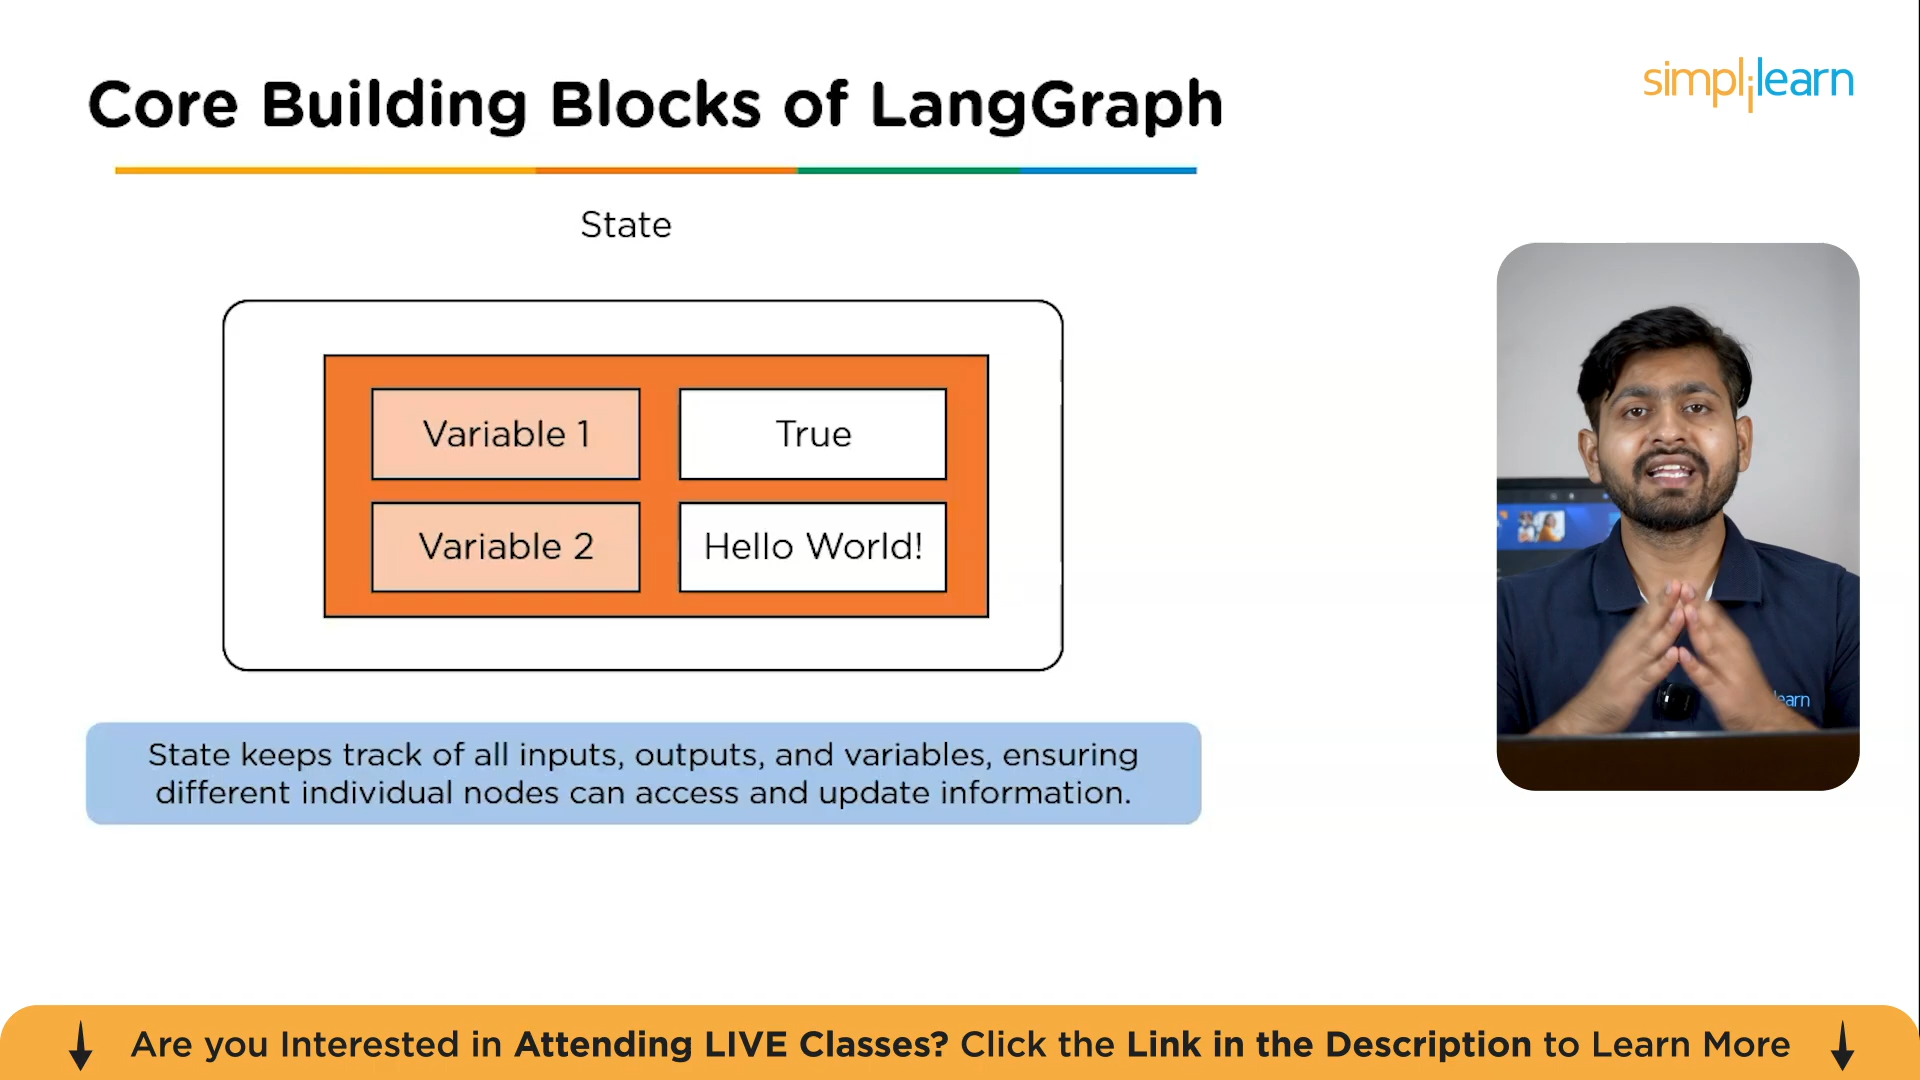 Core Building Blocks of LangGraph
simplilearn
State
Variable 1
True
Variable 2
Hello World!
State keeps track of all inputs, outputs, and variables, ensuring
different individual nodes can access and update information.
earn
Are you Interested in Attending LIVE Classes? Click the Link in the Description to Learn More